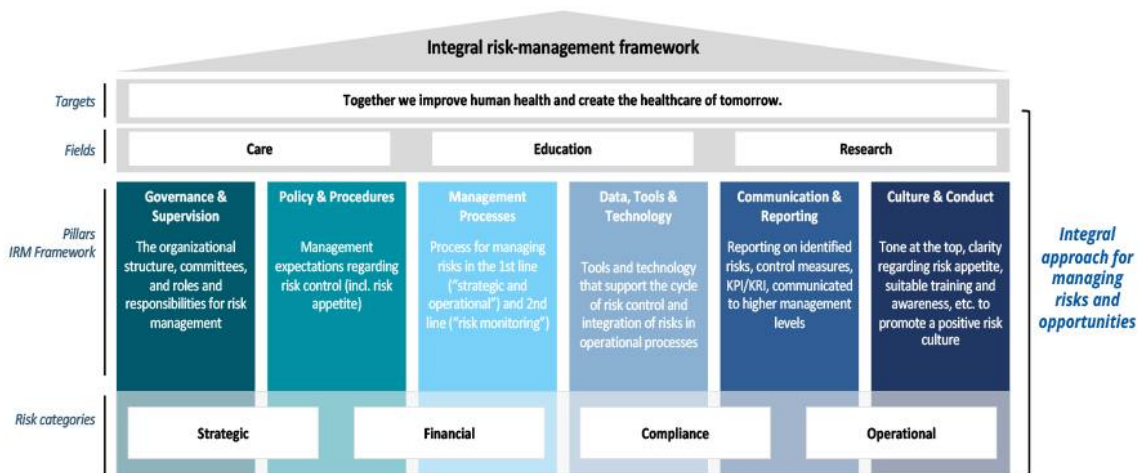 Integral risk-management framework
Targets
Together we improve human health and create the healthcare of tomorrow.
Fields
Care
Education
Research
Pillars
IRM Framework
Governance &
Supervision
The organizational
structure, committees,
and roles and
responsibilities for risk
management
Policy & Procedures
Management
expectations regarding
risk control (incl. risk
appetite)
Management
Processes
Process for managing
risks in the 1st line
("strategic and
operational") and 2nd
line ("risk monitoring")
Data, Tools &
Technology
Tools and technology
that support the cycle
of risk control and
integration of risks in
operational processes
Communication &
Reporting
Reporting on identified
risks, control measures,
KPI/KRI, communicated
to higher management
levels
Culture & Conduct
Tone at the top, clarity
regarding risk appetite,
suitable training and
awareness, etc. to
promote a positive risk
culture
Integral
approach for
managing
risks and
opportunities
Risk categories
Strategic
Financial
Compliance
Operational